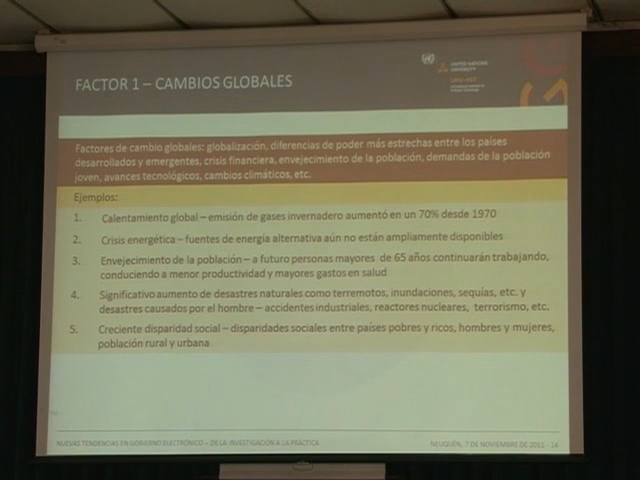 FACTOR 1 – CAMBIOS GLOBALES
UNITED NATIONS
UNIVERSITY
Factores de cambio globales: globalización, diferencias de poder más estrechas entre los países
desarrollados y emergentes, crisis financiera, envejecimiento de la población, demandas de la población
joven, avances tecnológicos, cambios climáticos, etc.
Ejemplos:
1. Calentamiento global – emisión de gases invernadero aumentó en un 70% desde 1970
2. Crisis energética – fuentes de energía alternativa aún no están ampliamente disponibles
3. Envejecimiento de la población – a futuro personas mayores de 65 años continuarán trabajando,
conduciendo a menor productividad y mayores gastos en salud
4. Significativo aumento de desastres naturales como terremotos, inundaciones, sequías, etc. y
desastres causados por el hombre – accidentes industriales, reactores nucleares, terrorismo, etc.
5. Creciente disparidad social – disparidades sociales entre países pobres y ricos, hombres y mujeres,
población rural y urbana
NUEVAS TENDENCIAS EN GOBIERNO ELECTRÓNICO – DE LA INVESTIGACIÓN A LA PRÁCTICA
NEUQUÉN, 7 DE NOVIEMBRE DE 2011 - 14